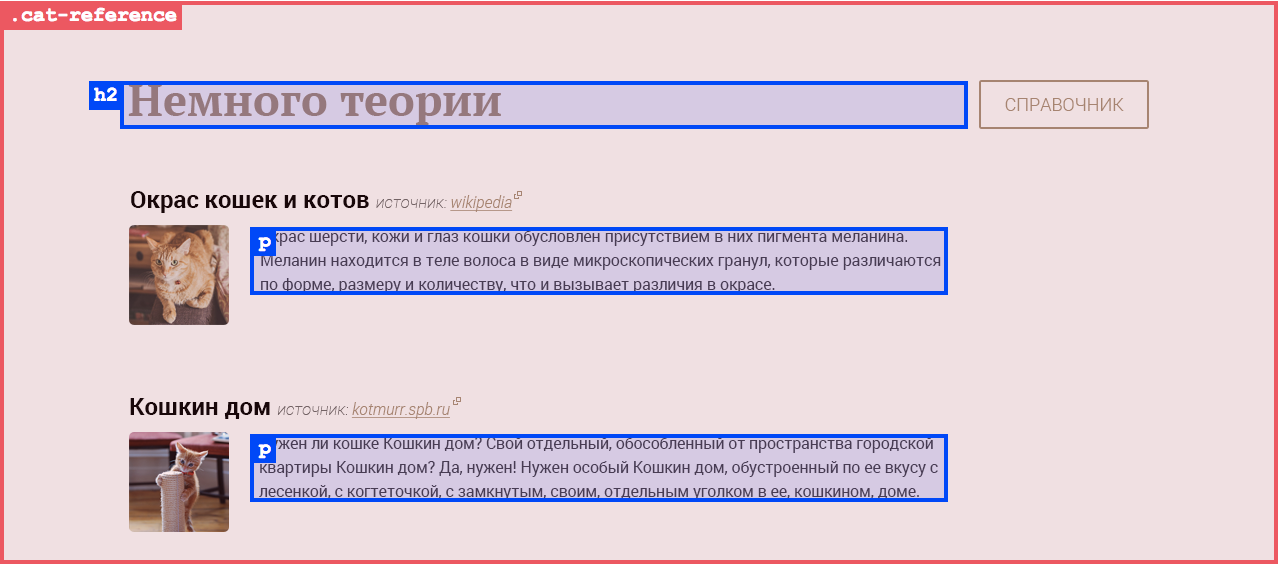 .cat-reference
h2 Немного теории
СПРАВОЧНИК
Окрас кошек и котов источник: wikipedia
p крас шерсти, кожи и глаз кошки обусловлен присутствием в них пигмента меланина.
Меланин находится в теле волоса в виде микроскопических гранул, которые различаются
по форме, размеру и количеству, что и вызывает различия в окрасе.
Кошкин дом источник: kotmurr.spb.ru
p ужен ли кошке Кошкин дом? Свой отдельный, обособленный от пространства городской
квартиры Кошкин дом? Да, нужен! Нужен особый Кошкин дом, обустроенный по ее вкусу с
лесенкой, с когтеточкой, с замкнутым, своим, отдельным уголком в ее, кошкином, доме.